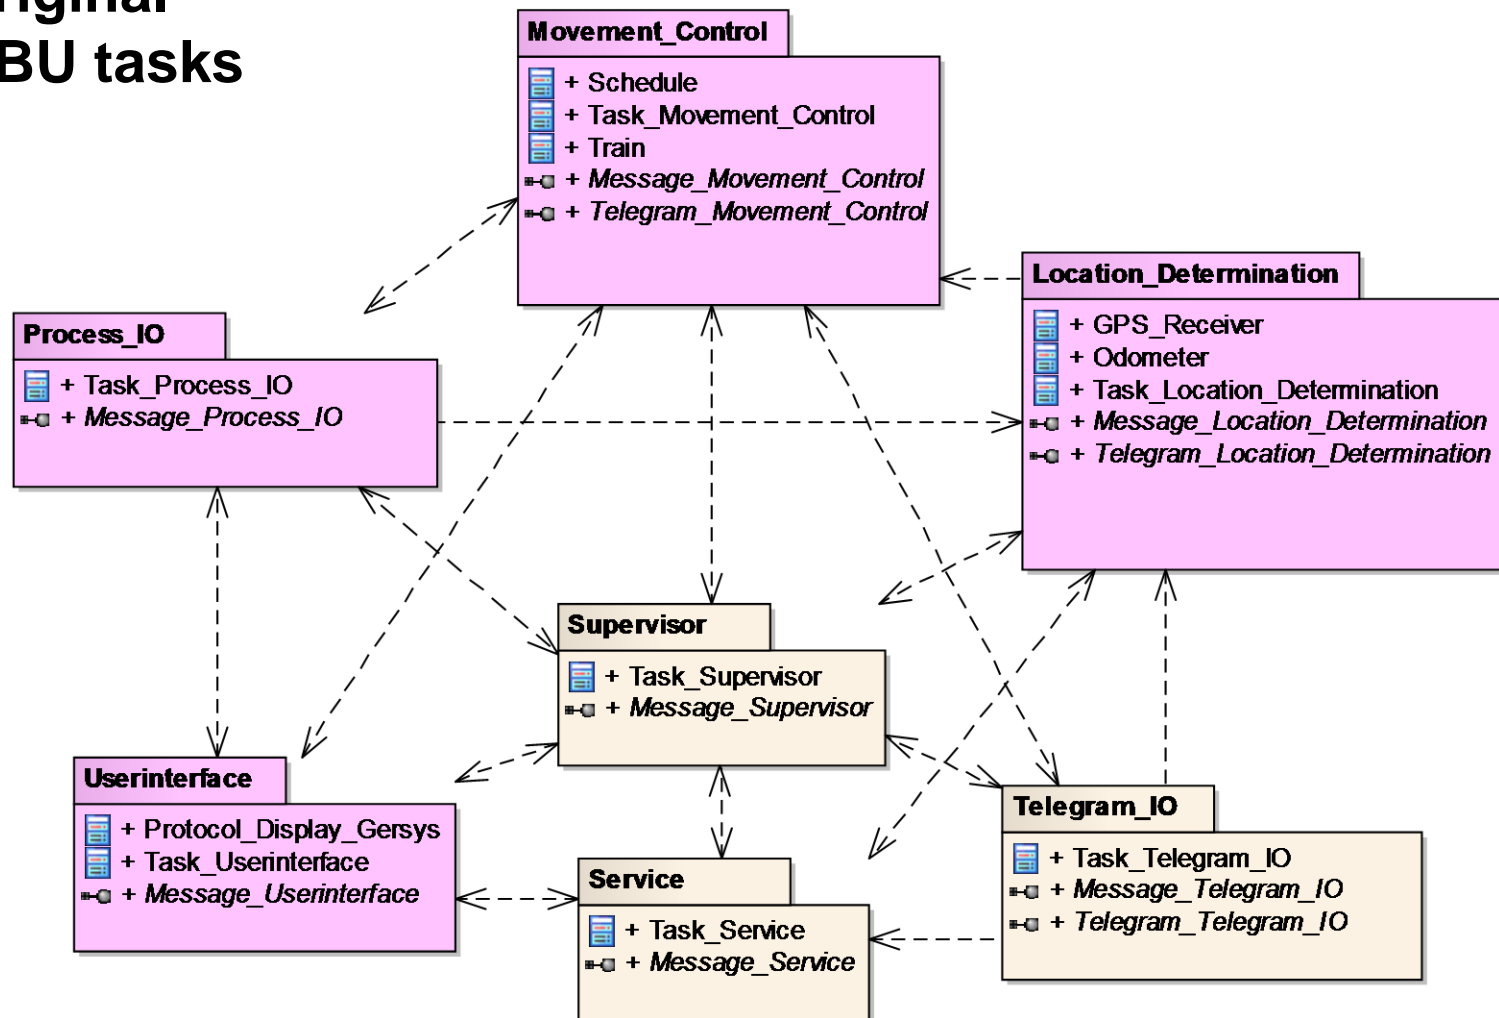 BU tasks
Movement_Control
+ Schedule
+ Task_Movement_Control
+ Train
+ Message_Movement_Control
+ Telegram_Movement_Control
Location_Determination
+ GPS_Receiver
+ Odometer
+ Task_Location_Determination
+ Message_Location_Determination
+ Telegram_Location_Determination
Process_IO
+ Task_Process_IO
+ Message_Process_IO
Supervisor
+ Task_Supervisor
+ Message_Supervisor
Userinterface
+ Protocol_Display_Gersys
+ Task_Userinterface
+ Message_Userinterface
Service
+ Task_Service
+ Message_Service
Telegram_IO
+ Task_Telegram_IO
+ Message_Telegram_IO
+ Telegram_Telegram_IO